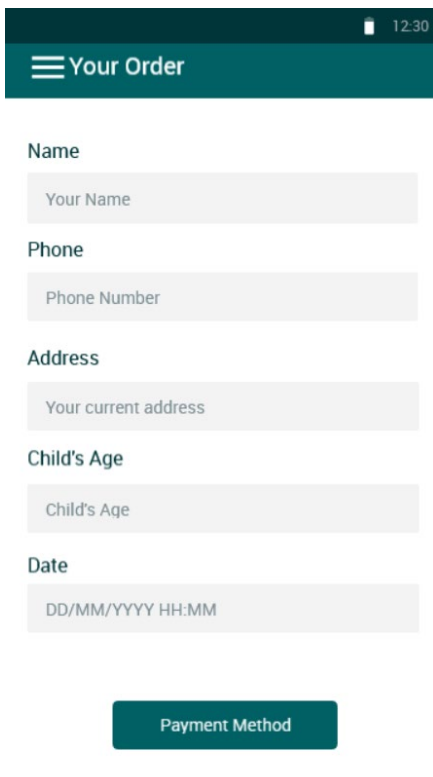 12:30
Your Order
Name
Your Name
Phone
Phone Number
Address
Your current address
Child's Age
Child's Age
Date
DD/MM/YYYY HH:MM
Payment Method